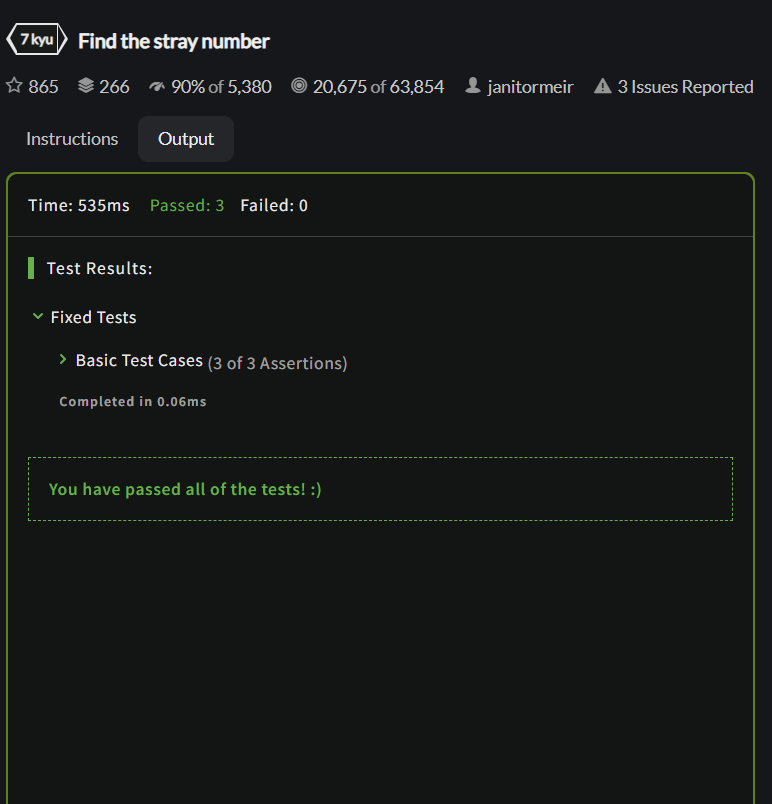 7 kyu Find the stray number
865 266 90% of 5,380 20,675 of 63,854 janitormeir 3 Issues Reported
Instructions Output
Time: 535ms Passed: 3 Failed: 0
Test Results:
Fixed Tests
Basic Test Cases (3 of 3 Assertions)
Completed in 0.06ms
You have passed all of the tests! :)